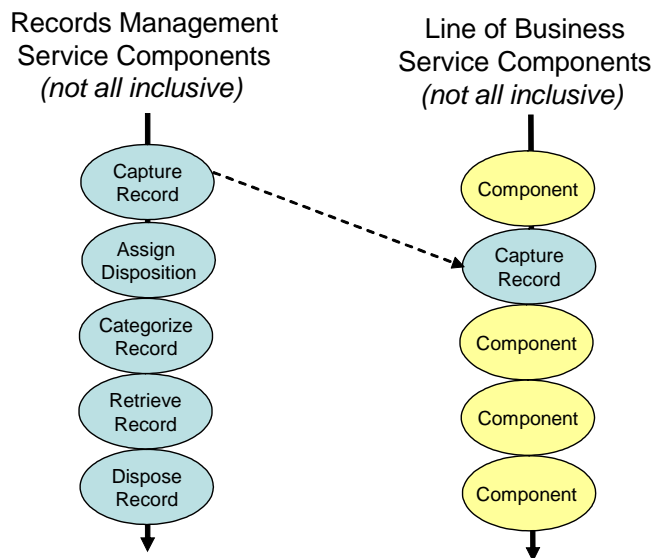 Records Management
Service Components
(not all inclusive)
Capture
Record
Assign
Disposition
Categorize
Record
Retrieve
Record
Dispose
Record
Line of Business
Service Components
(not all inclusive)
Component
Capture
Record
Component
Component
Component